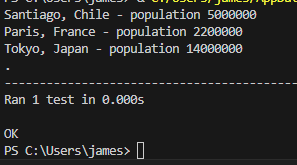 Santiago, Chile - population 5000000
Paris, France - population 2200000
Tokyo, Japan - population 14000000
.
----------------------------------------------------------------------
Ran 1 test in 0.000s
OK
PS C:\Users\james>